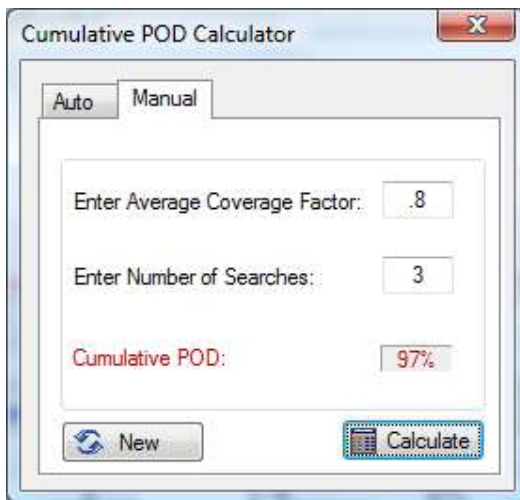 Cumulative POD Calculator
Auto Manual
Enter Average Coverage Factor: .8
Enter Number of Searches: 3
Cumulative POD: 97%
New Calculate